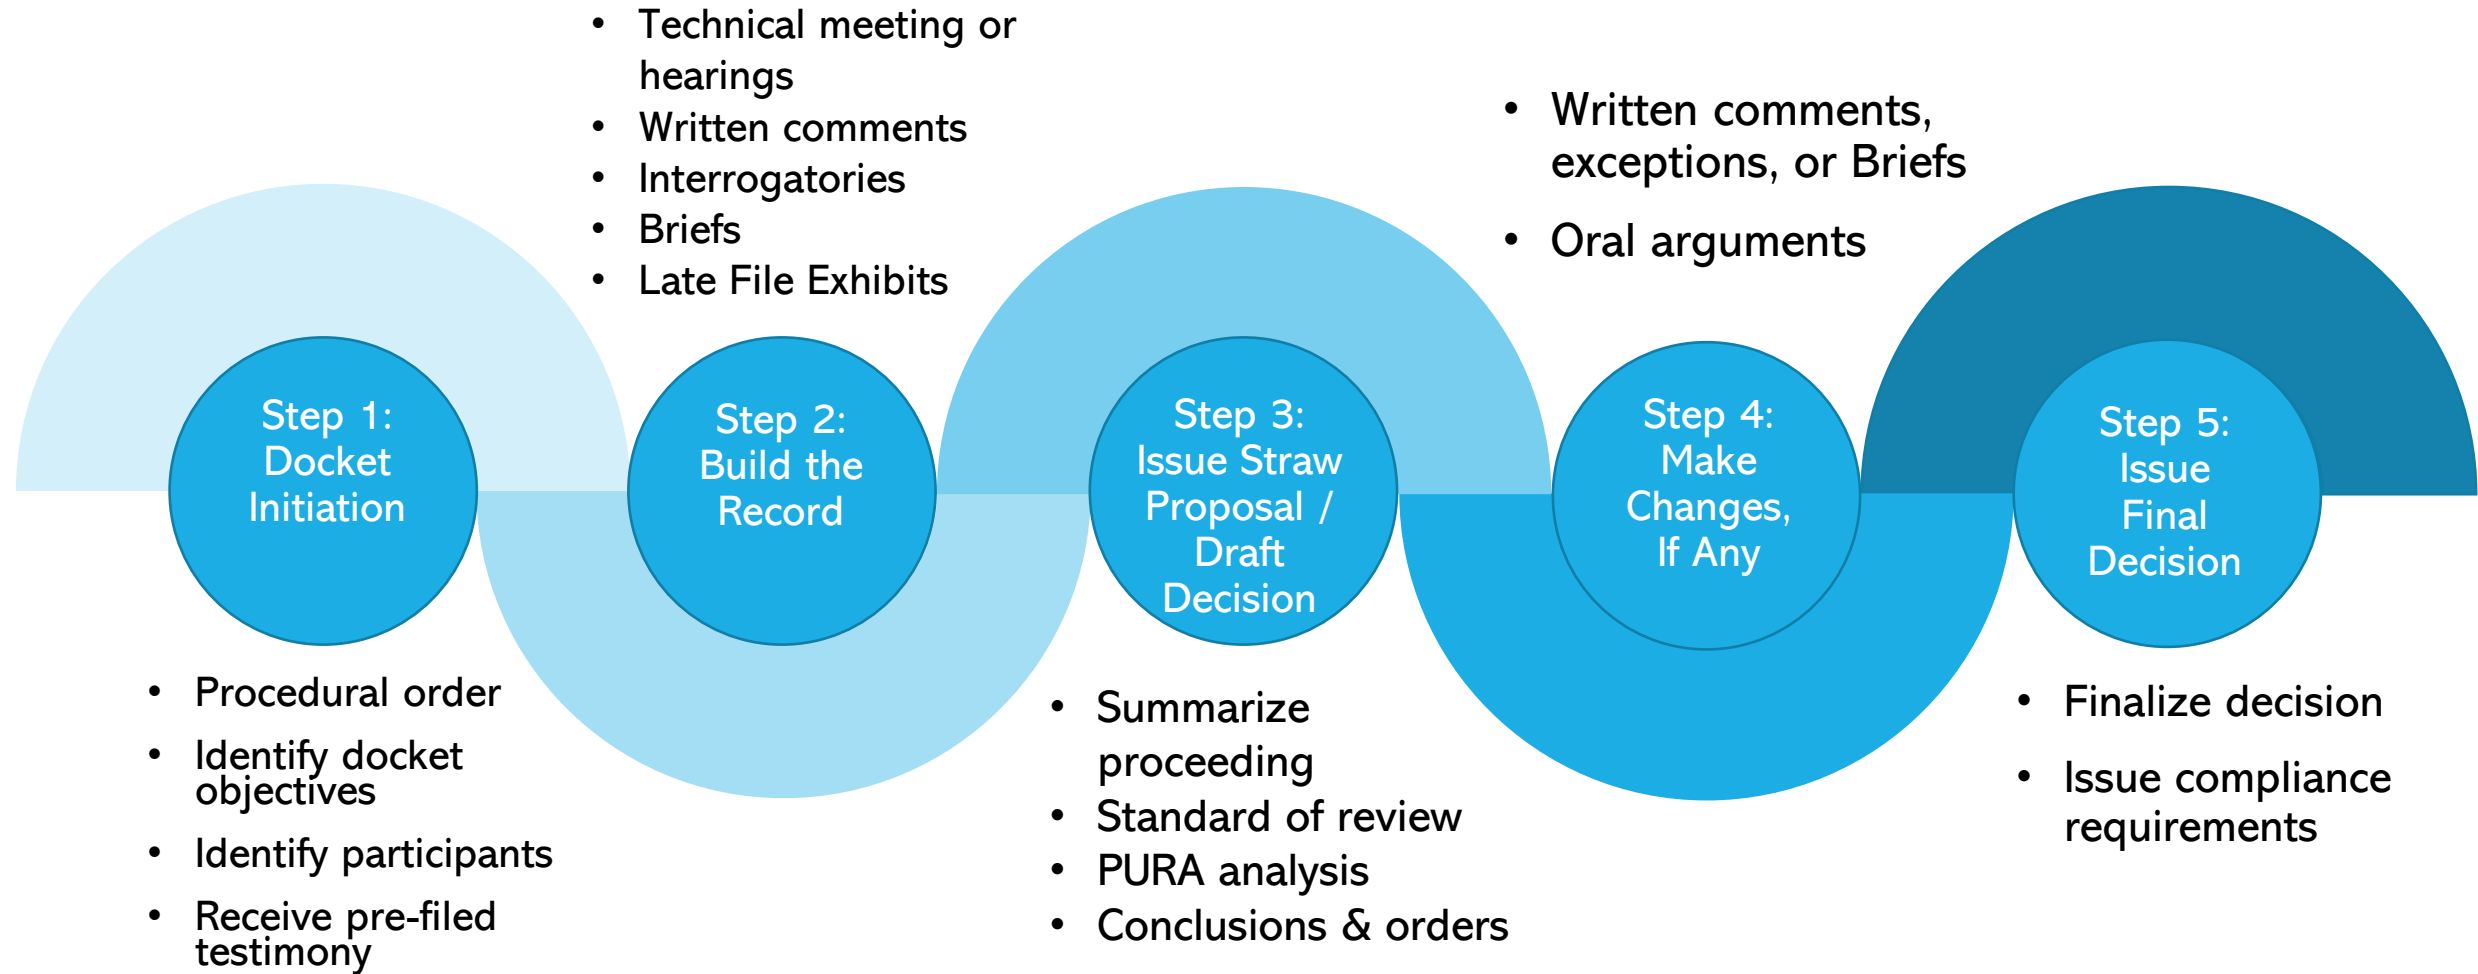 Step 1:
Docket
Initiation
• Procedural order
• Identify docket
objectives
• Identify participants
• Receive pre-filed
testimony
• Technical meeting or
hearings
• Written comments
• Interrogatories
• Briefs
• Late File Exhibits
Step 2:
Build the
Record
Step 3:
Issue Straw
Proposal /
Draft
Decision
• Summarize
proceeding
• Standard of review
• PURA analysis
• Conclusions & orders
• Written comments,
exceptions, or Briefs
• Oral arguments
Step 4:
Make
Changes,
If Any
Step 5:
Issue
Final
Decision
• Finalize decision
• Issue compliance
requirements